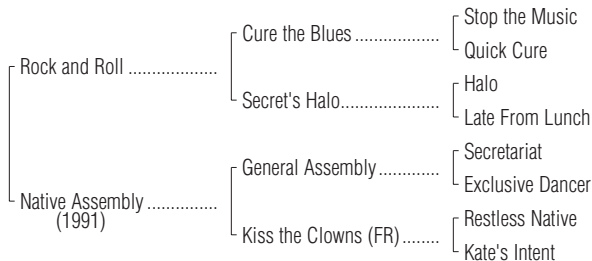 Stop the Music
Cure the Blues ..................
Quick Cure
Rock and Roll ...................
Halo
Secret's Halo.....................
Late From Lunch
Secretariat
General Assembly.............
Exclusive Dancer
Native Assembly ...............
(1991)
Restless Native
Kiss the Clowns (FR)........
Kate's Intent